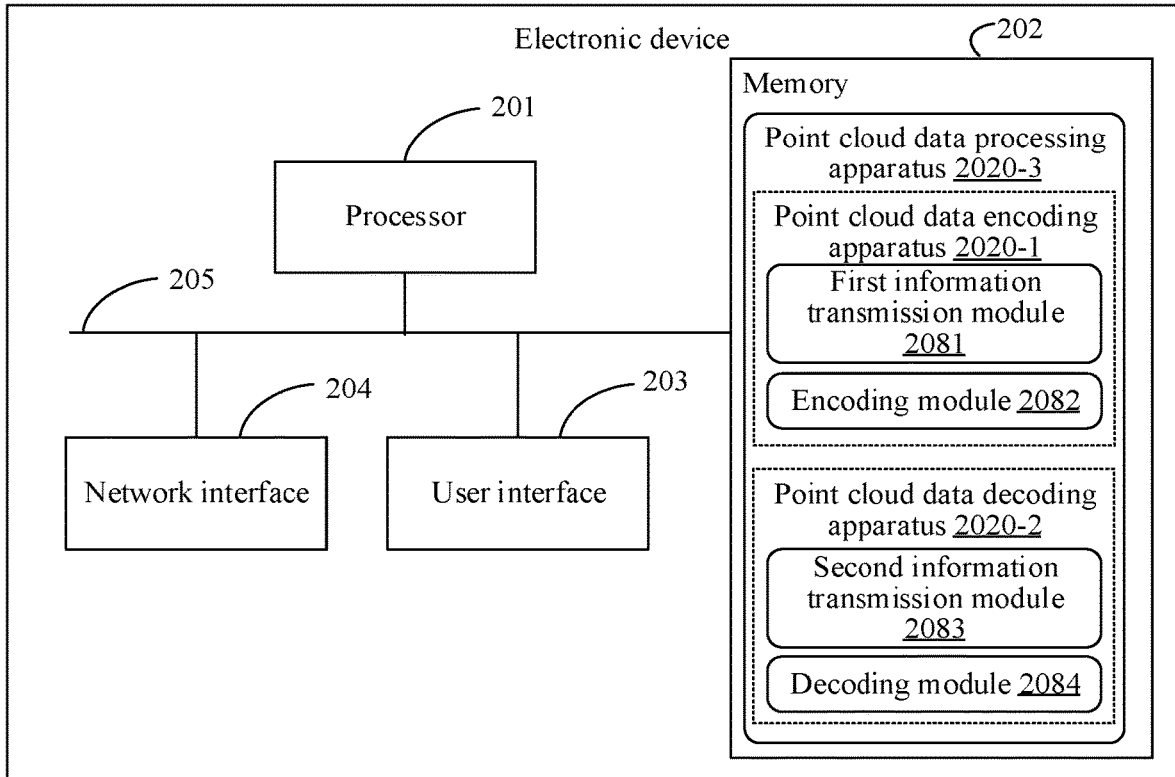 Electronic device
202
Memory
201
Point cloud data processing
apparatus 2020-3
Processor
Point cloud data encoding
apparatus 2020-1
First information
transmission module
2081
205
Encoding module 2082
204
203
Network interface
User interface
Point cloud data decoding
apparatus 2020-2
Second information
transmission module
2083
Decoding module 2084